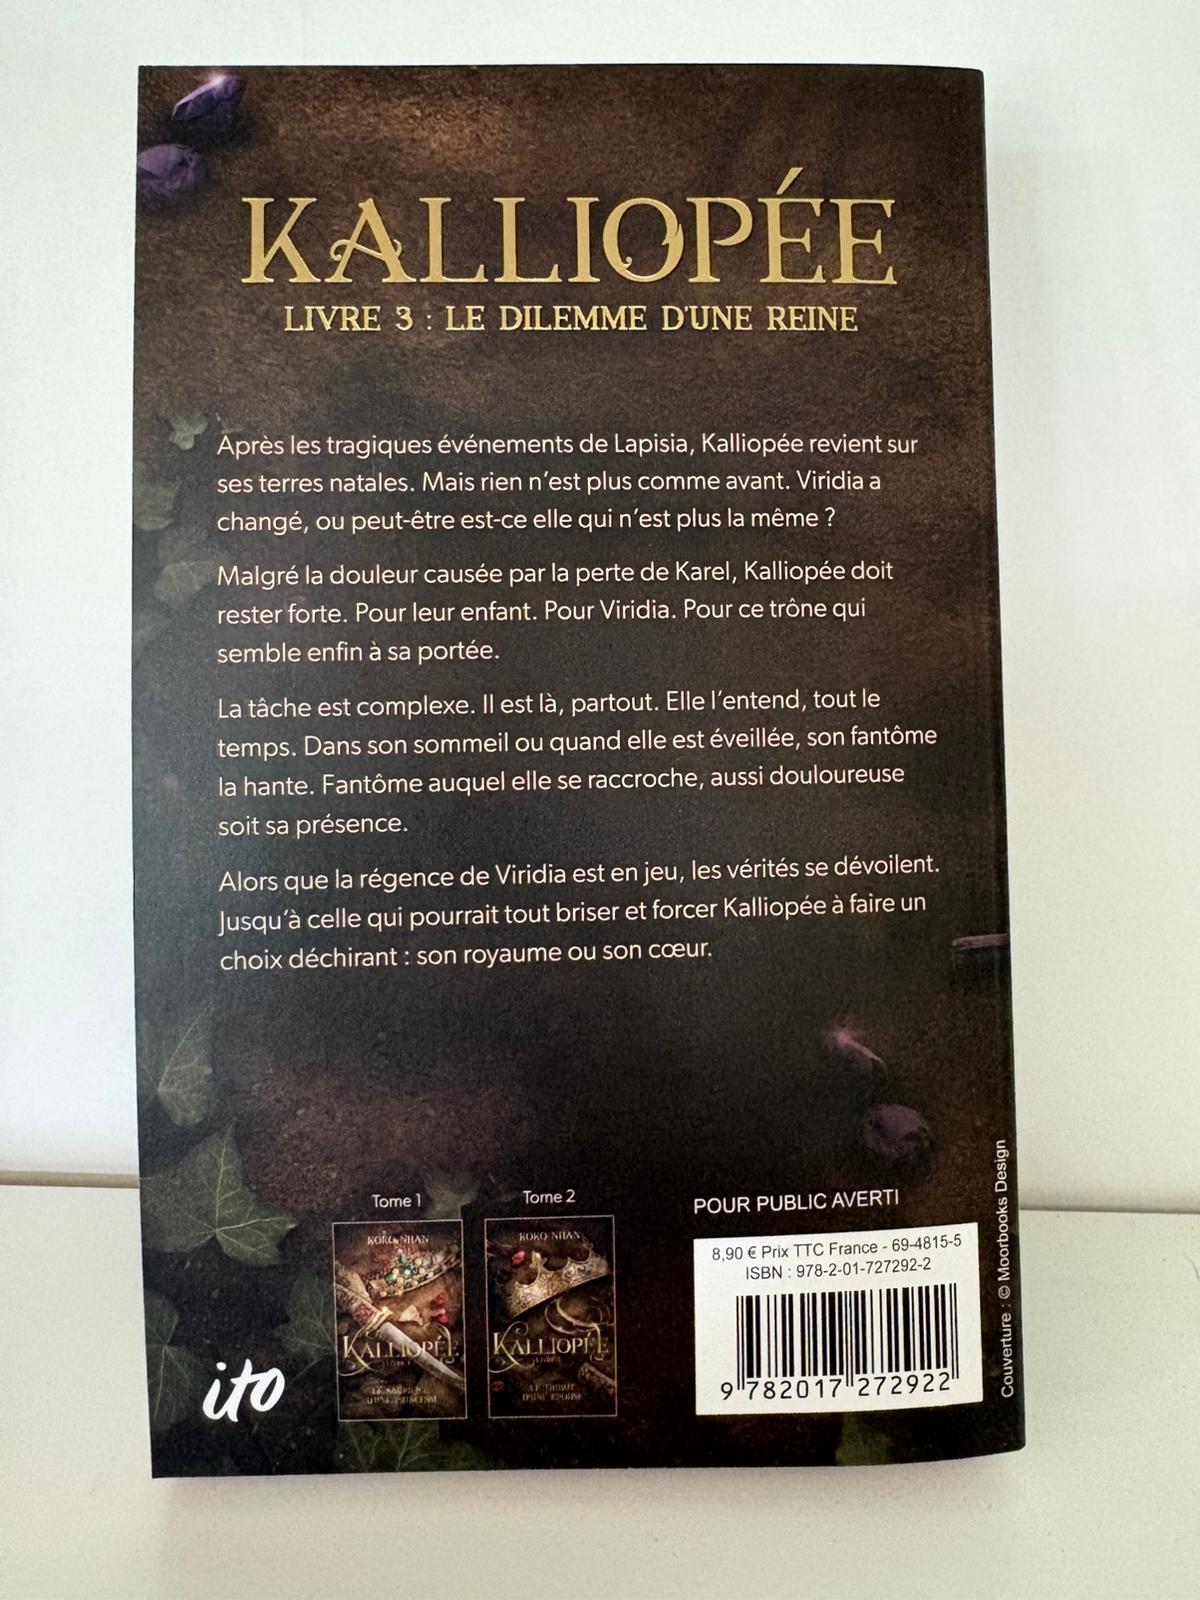 KALLIOPÉE
LIVRE 3 : LE DILEMME D'UNE REINE
Après les tragiques événements de Lapisia, Kalliopée revient sur
ses terres natales. Mais rien n'est plus comme avant. Viridia a
changé, ou peut-être est-ce elle qui n'est plus la même ?
Malgré la douleur causée par la perte de Karel, Kalliopée doit
rester forte. Pour leur enfant. Pour Viridia. Pour ce trône qui
semble enfin à sa portée.
La tâche est complexe. Il est là, partout. Elle l'entend, tout le
temps. Dans son sommeil ou quand elle est éveillée, son fantôme
la hante. Fantôme auquel elle se raccroche, aussi douloureuse
soit sa présence.
Alors que la régence de Viridia est en jeu, les vérités se dévoilent.
Jusqu'à celle qui pourrait tout briser et forcer Kalliopée à faire un
choix déchirant : son royaume ou son cœur.
ito
Tome 1
KOKO NHAN
KALLIOPÉE
D'UNE PRINCESSE
Tome 2
KOKO NHAN
KALLIOPÉE
D'UNE ÉPOUSE
POUR PUBLIC AVERTI
8,90 € Prix TTC France - 69-4815-5
ISBN : 978-2-01-727292-2
9 782017 272922
Couverture : © Moorbooks Design